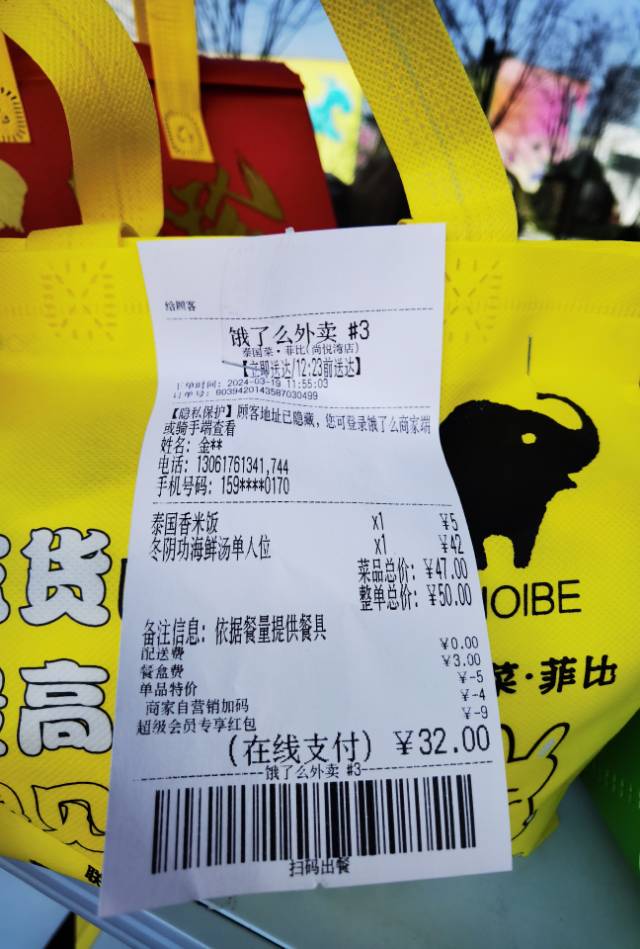 给顾客
饿了么外卖 #3
泰国菜·菲比(尚悦湾店)
【立即送达/12:23前送达】
下单时间: 2024-03-19 11:55:03
订单号: 8039420143587030499
【隐私保护】顾客地址已隐藏，您可登录饿了么商家端
或骑手端查看
姓名: 金**
电话: 13061761341,744
手机号码: 159****0170
泰国香米饭 x1 ¥5
冬阴功海鲜汤单人位 x1 ¥42
菜品总价: ¥47.00
整单总价: ¥50.00
备注信息: 依据餐量提供餐具
配送费 ¥0.00
餐盒费 ¥3.00
单品特价 ¥-5
商家自营销加码 ¥-4
超级会员专享红包 ¥-9
(在线支付) ¥32.00
饿了么外卖 #3
扫码出餐
货
高
见
联
HOIBE
菜·菲比